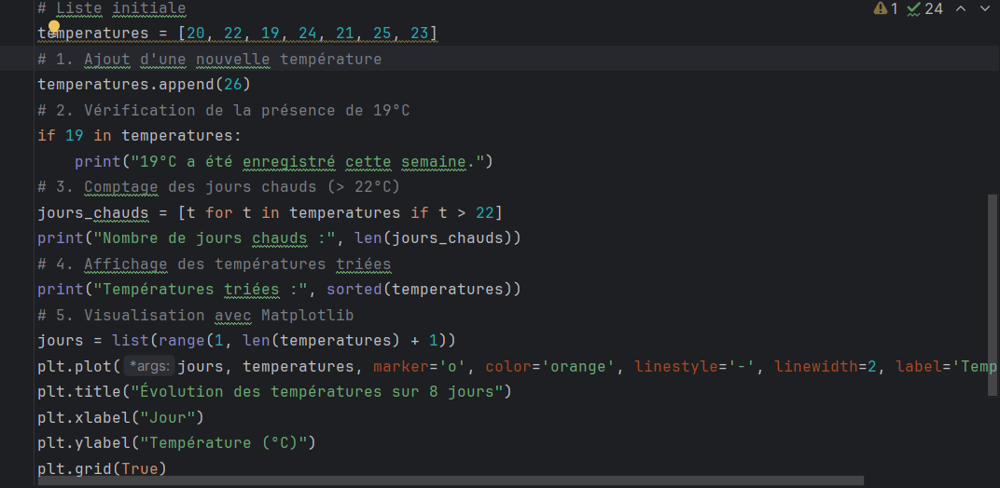 # Liste initiale
1 24
temperatures = [20, 22, 19, 24, 21, 25, 23]
# 1. Ajout d'une nouvelle température
temperatures.append(26)
# 2. Vérification de la présence de 19°C
if 19 in temperatures:
    print("19°C a été enregistré cette semaine.")
# 3. Comptage des jours chauds (> 22°C)
jours_chauds = [t for t in temperatures if t > 22]
print("Nombre de jours chauds :", len(jours_chauds))
# 4. Affichage des températures triées
print("Températures triées :", sorted(temperatures))
# 5. Visualisation avec Matplotlib
jours = list(range(1, len(temperatures) + 1))
plt.plot( *args: jours, temperatures, marker='o', color='orange', linestyle='-', linewidth=2, label='Temp
plt.title("Évolution des températures sur 8 jours")
plt.xlabel("Jour")
plt.ylabel("Température (°C)")
plt.grid(True)